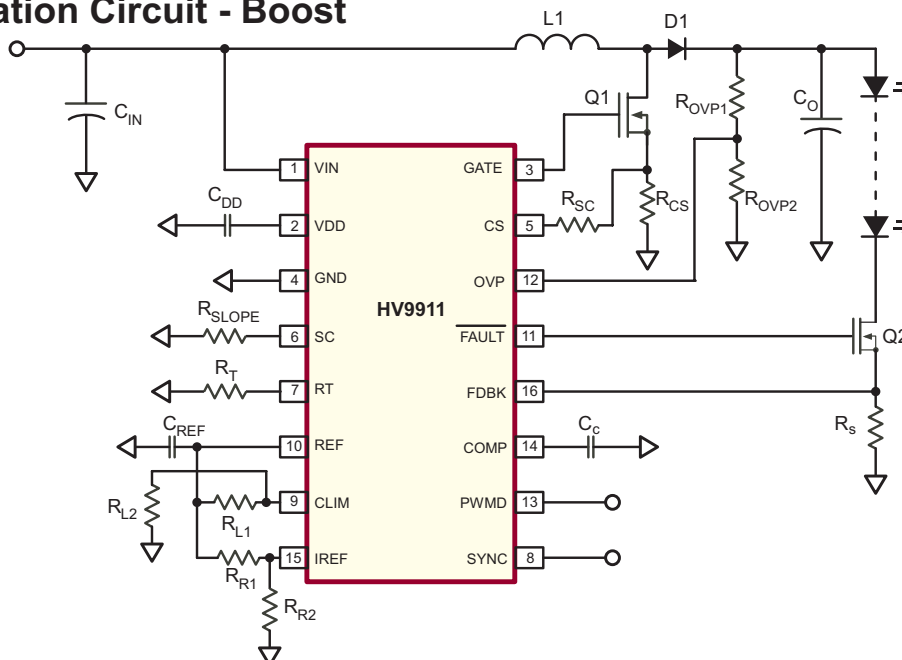 ation Circuit - Boost
L1
D1
C_IN
Q1
R_OVP1
C_O
1 VIN
GATE 3
C_DD
R_SC
R_CS
R_OVP2
2 VDD
CS 5
4 GND
OVP 12
HV9911
R_SLOPE
6 SC
FAULT 11
Q2
R_T
7 RT
FDBK 16
C_REF
C_c
R_s
10 REF
COMP 14
R_L2
9 CLIM
PWMD 13
R_L1
15 IREF
SYNC 8
R_R1
R_R2